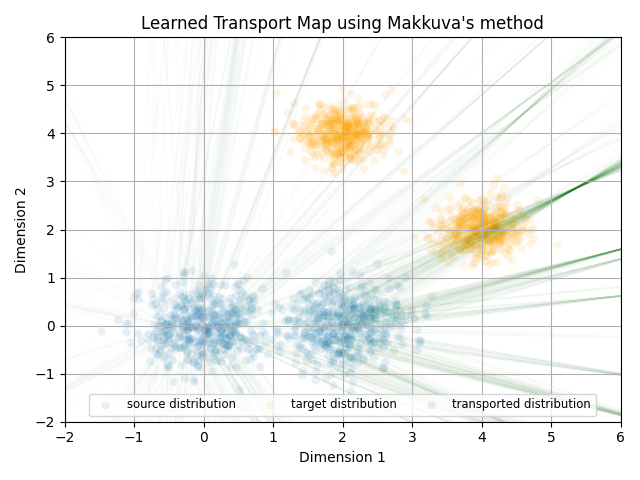 Learned Transport Map using Makkuva's method
Dimension 2
6
5
4
3
2
1
0
−1
−2
−2 −1 0 1 2 3 4 5 6
source distribution target distribution transported distribution
Dimension 1